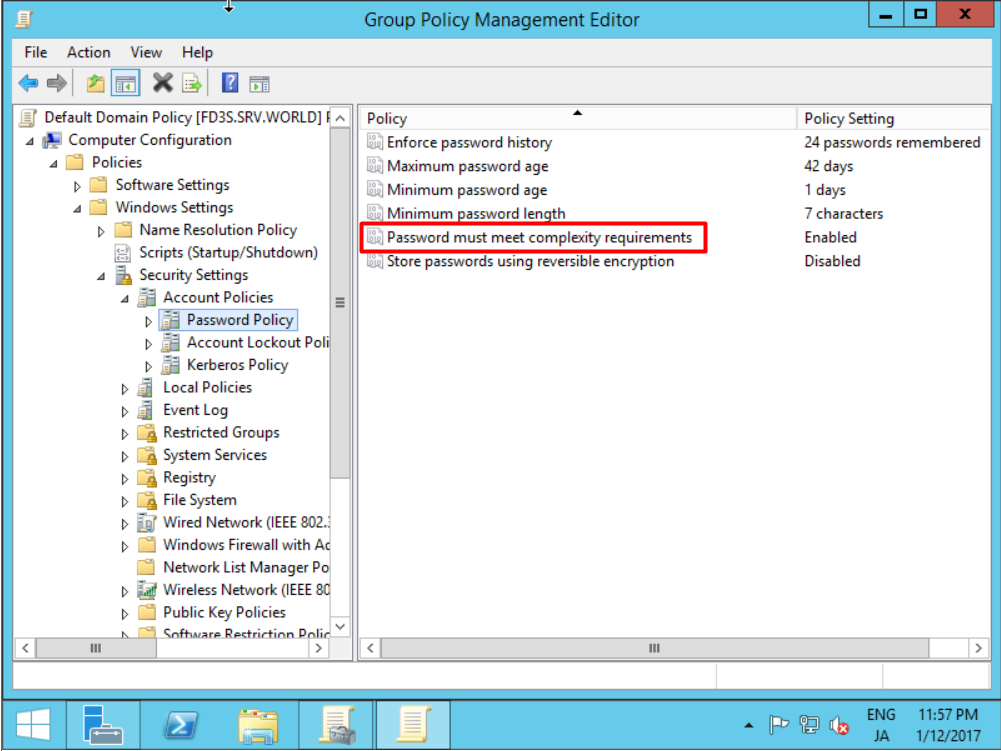 Group Policy Management Editor
File Action View Help
Default Domain Policy [FD3S.SRV.WORLD]
Computer Configuration
Policies
Software Settings
Windows Settings
Name Resolution Policy
Scripts (Startup/Shutdown)
Security Settings
Account Policies
Password Policy
Account Lockout Poli
Kerberos Policy
Local Policies
Event Log
Restricted Groups
System Services
Registry
File System
Wired Network (IEEE 802.3
Windows Firewall with Ad
Network List Manager Po
Wireless Network (IEEE 80
Public Key Policies
Software Restriction Polic
Policy Policy Setting
Enforce password history 24 passwords remembered
Maximum password age 42 days
Minimum password age 1 days
Minimum password length 7 characters
Password must meet complexity requirements Enabled
Store passwords using reversible encryption Disabled
ENG 11:57 PM
JA 1/12/2017